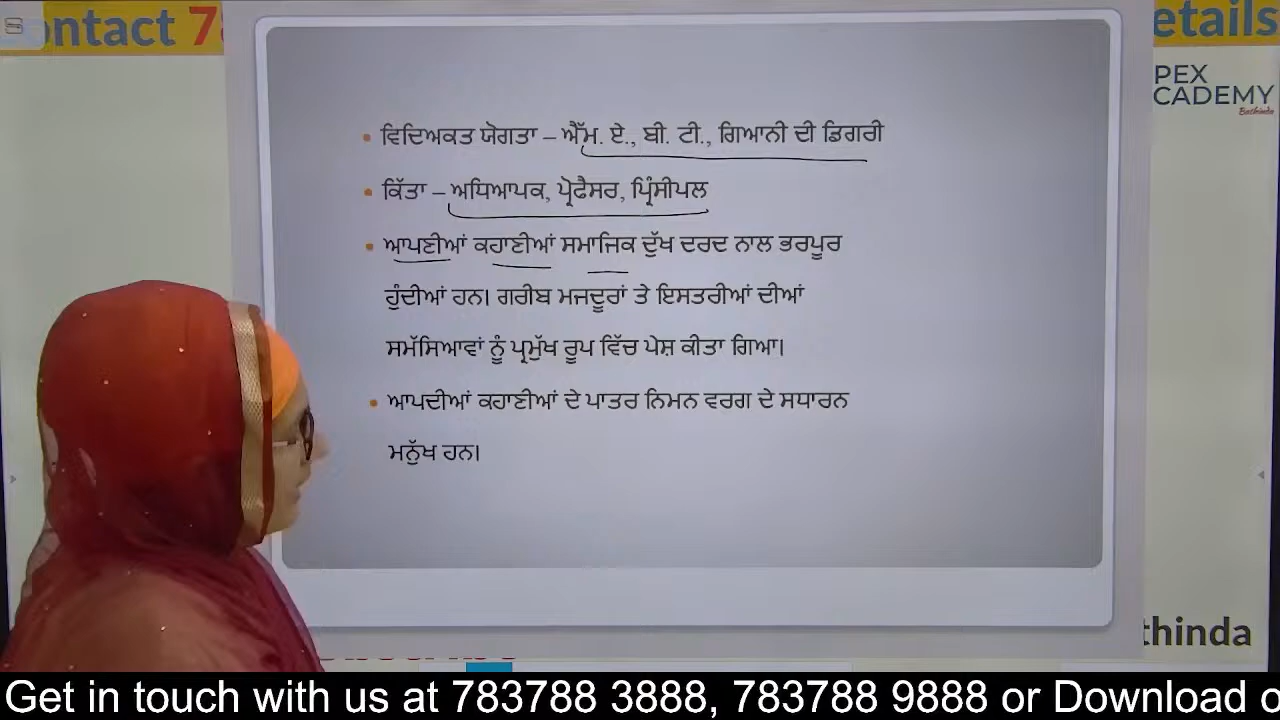 ontact 7
etails
PEX
CADEMY
Bathinda
ਵਿਦਿਅਕਤ ਯੋਗਤਾ – ਐੱਮ. ਏ., ਬੀ. ਟੀ., ਗਿਆਨੀ ਦੀ ਡਿਗਰੀ
ਕਿੱਤਾ – ਅਧਿਆਪਕ, ਪ੍ਰੋਫੈਸਰ, ਪ੍ਰਿੰਸੀਪਲ
ਆਪਣੀਆਂ ਕਹਾਣੀਆਂ ਸਮਾਜਿਕ ਦੁੱਖ ਦਰਦ ਨਾਲ ਭਰਪੂਰ
ਹੁੰਦੀਆਂ ਹਨ। ਗਰੀਬ ਮਜਦੂਰਾਂ ਤੇ ਇਸਤਰੀਆਂ ਦੀਆਂ
ਸਮੱਸਿਆਵਾਂ ਨੂੰ ਪ੍ਰਮੁੱਖ ਰੂਪ ਵਿੱਚ ਪੇਸ਼ ਕੀਤਾ ਗਿਆ।
ਆਪਦੀਆਂ ਕਹਾਣੀਆਂ ਦੇ ਪਾਤਰ ਨਿਮਨ ਵਰਗ ਦੇ ਸਧਾਰਨ
ਮਨੁੱਖ ਹਨ।
thinda
Get in touch with us at 783788 3888, 783788 9888 or Download o